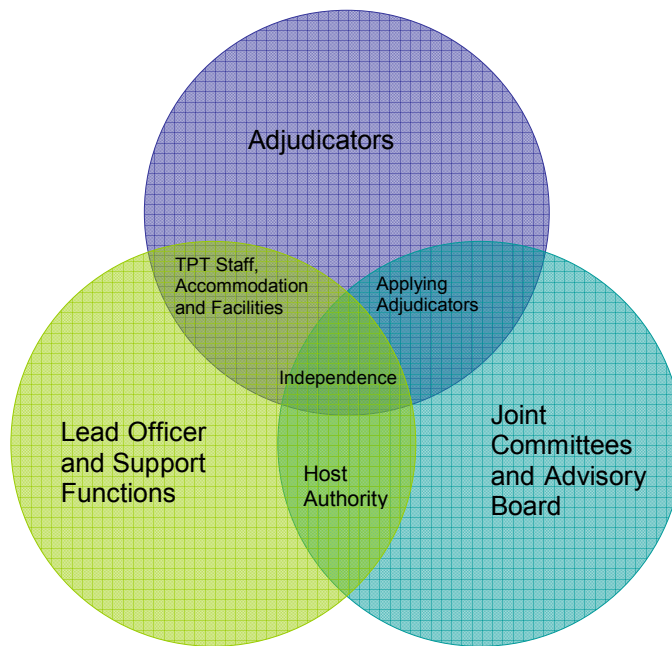 Adjudicators
TPT Staff,
Accommodation
and Facilities
Applying
Adjudicators
Independence
Lead Officer
and Support
Functions
Host
Authority
Joint
Committees
and Advisory
Board